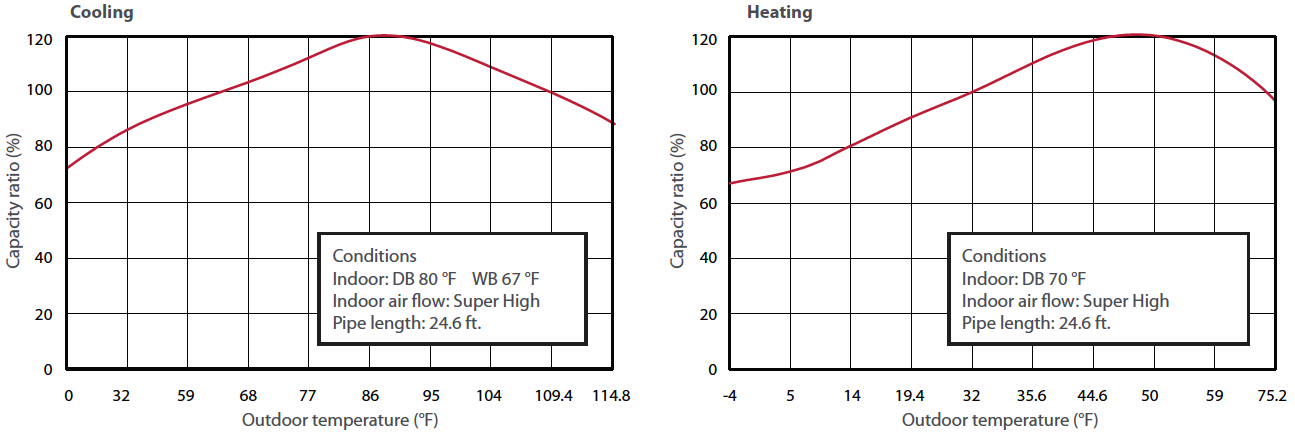 Cooling
120
100
80
60
40
20
0
Capacity ratio (%)
Conditions
Indoor: DB 80 °F WB 67 °F
Indoor air flow: Super High
Pipe length: 24.6 ft.
0 32 59 68 77 86 95 104 109.4 114.8
Outdoor temperature (°F)
Heating
120
100
80
60
40
20
0
Capacity ratio (%)
Conditions
Indoor: DB 70 °F
Indoor air flow: Super High
Pipe length: 24.6 ft.
-4 5 14 19.4 32 35.6 44.6 50 59 75.2
Outdoor temperature (°F)